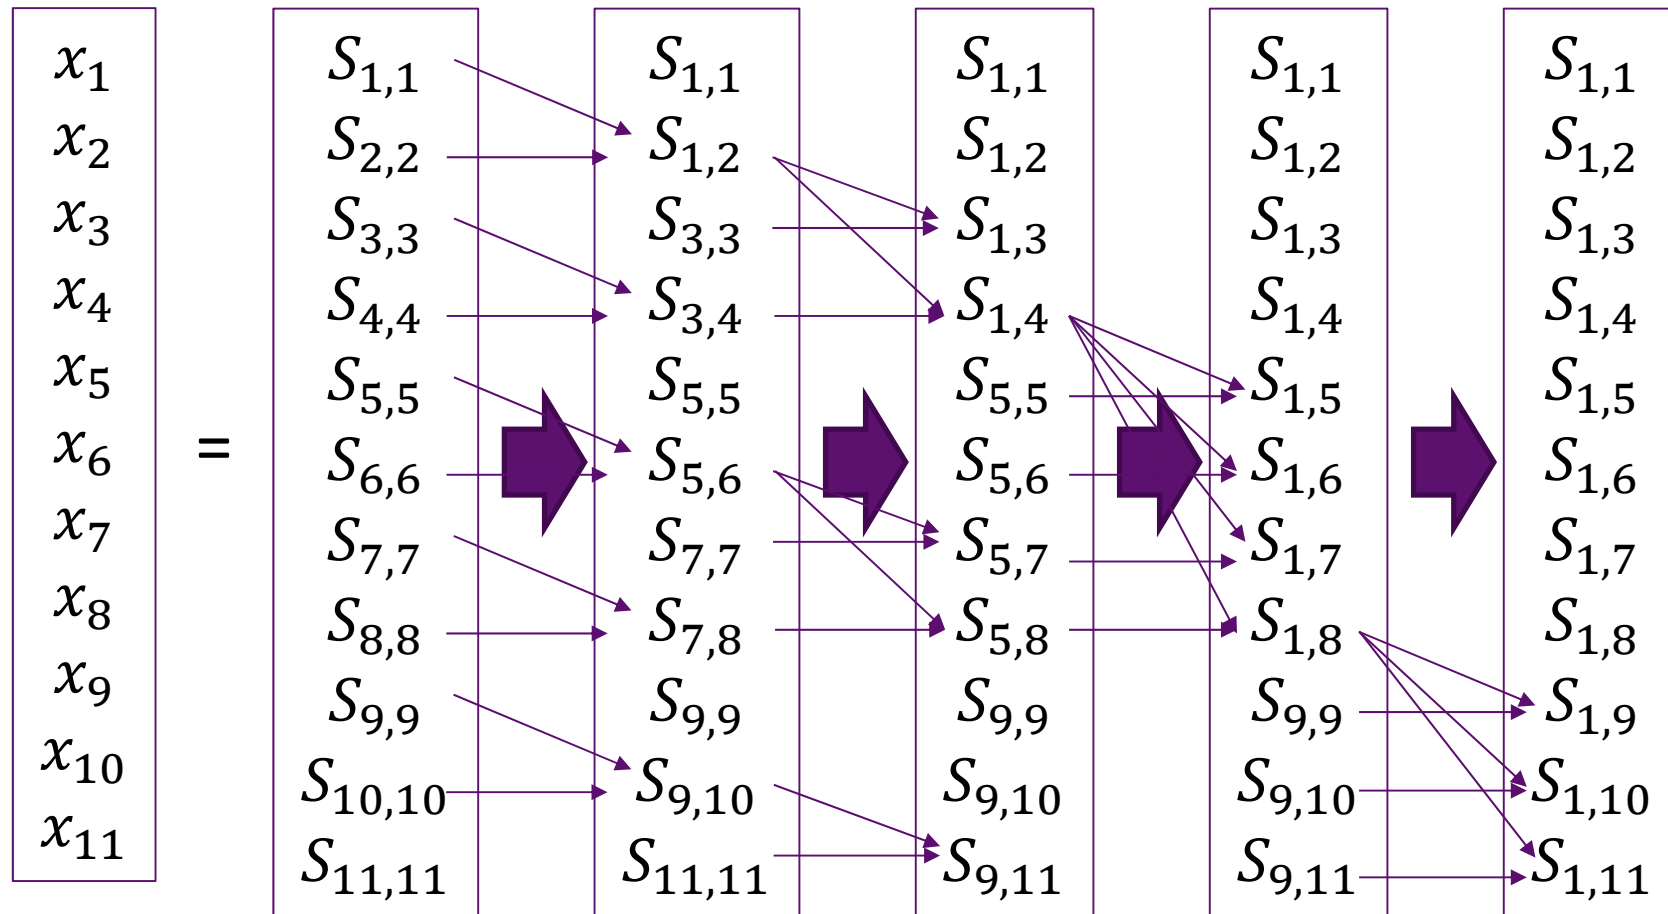 x₁ S₁,₁ S₁,₁ S₁,₁ S₁,₁ S₁,₁
x₂ S₂,₂ S₁,₂ S₁,₂ S₁,₂ S₁,₂
x₃ S₃,₃ S₃,₃ S₁,₃ S₁,₃ S₁,₃
x₄ S₄,₄ S₃,₄ S₁,₄ S₁,₄ S₁,₄
x₅ S₅,₅ S₅,₅ S₅,₅ S₁,₅ S₁,₅
x₆ = S₆,₆ S₅,₆ S₅,₆ S₁,₆ S₁,₆
x₇ S₇,₇ S₇,₇ S₅,₇ S₁,₇ S₁,₇
x₈ S₈,₈ S₇,₈ S₅,₈ S₁,₈ S₁,₈
x₉ S₉,₉ S₉,₉ S₉,₉ S₉,₉ S₁,₉
x₁₀ S₁₀,₁₀ S₉,₁₀ S₉,₁₀ S₉,₁₀ S₁,₁₀
x₁₁ S₁₁,₁₁ S₁₁,₁₁ S₉,₁₁ S₉,₁₁ S₁,₁₁